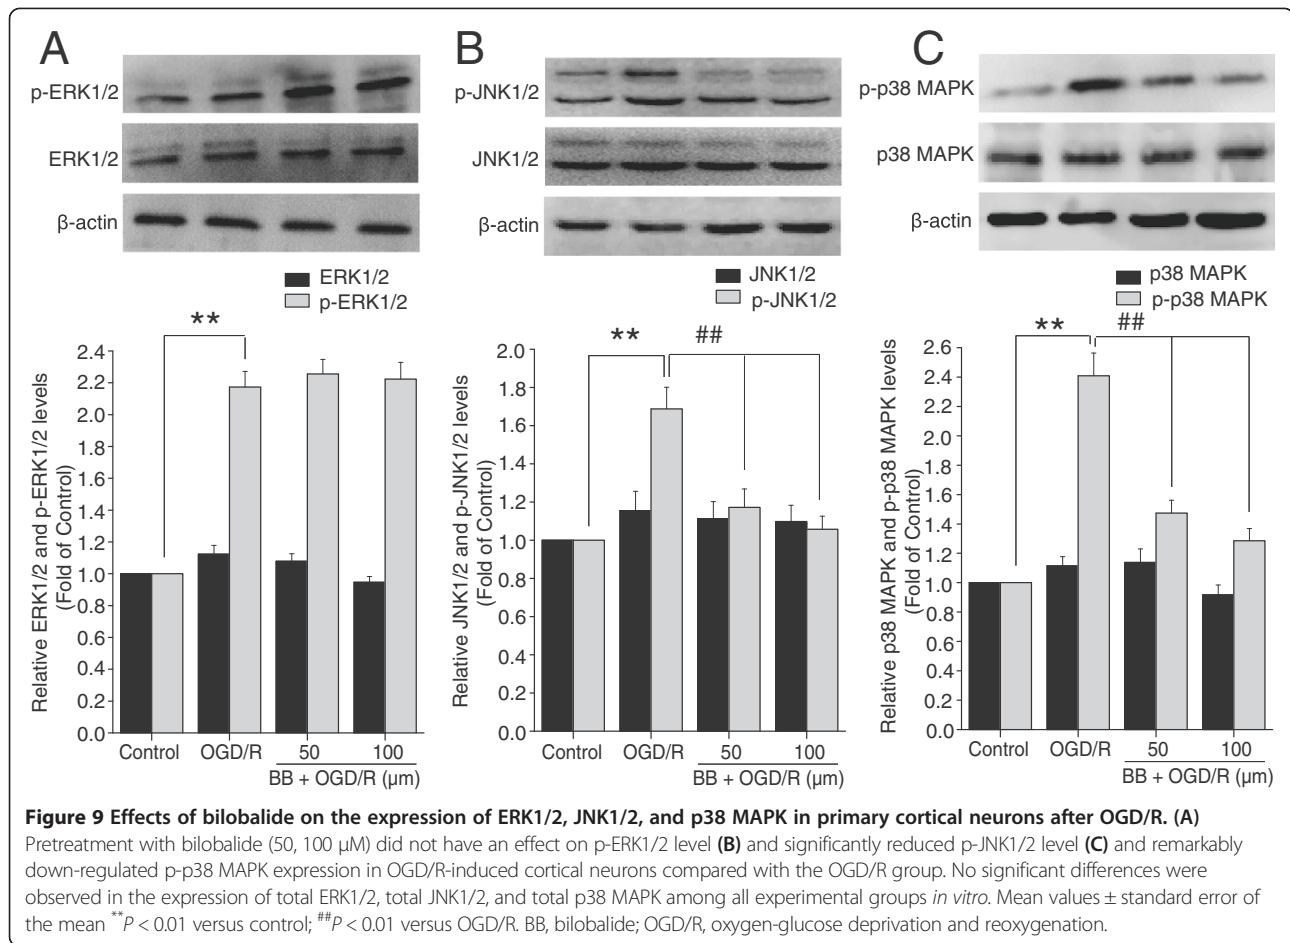 A
p-ERK1/2
ERK1/2
β-actin
ERK1/2
p-ERK1/2
**
Relative ERK1/2 and p-ERK1/2 levels
(Fold of Control)
2.4
2.2
2.0
1.8
1.6
1.4
1.2
1.0
0.8
0.6
0.4
0.2
0.0
Control OGD/R 50 100
BB + OGD/R (μm)
B
p-JNK1/2
JNK1/2
β-actin
JNK1/2
p-JNK1/2
** ##
Relative JNK1/2 and p-JNK1/2 levels
(Fold of Control)
2.0
1.8
1.6
1.4
1.2
1.0
0.8
0.6
0.4
0.2
0.0
Control OGD/R 50 100
BB + OGD/R (μm)
C
p-p38 MAPK
p38 MAPK
β-actin
p38 MAPK
p-p38 MAPK
** ##
Relative p38 MAPK and p-p38 MAPK levels
(Fold of Control)
2.6
2.4
2.2
2.0
1.8
1.6
1.4
1.2
1.0
0.8
0.6
0.4
0.2
0.0
Control OGD/R 50 100
BB + OGD/R (μm)
Figure 9 Effects of bilobalide on the expression of ERK1/2, JNK1/2, and p38 MAPK in primary cortical neurons after OGD/R. (A)
Pretreatment with bilobalide (50, 100 μM) did not have an effect on p-ERK1/2 level (B) and significantly reduced p-JNK1/2 level (C) and remarkably
down-regulated p-p38 MAPK expression in OGD/R-induced cortical neurons compared with the OGD/R group. No significant differences were
observed in the expression of total ERK1/2, total JNK1/2, and total p38 MAPK among all experimental groups in vitro. Mean values ± standard error of
the mean **P < 0.01 versus control; ##P < 0.01 versus OGD/R. BB, bilobalide; OGD/R, oxygen-glucose deprivation and reoxygenation.